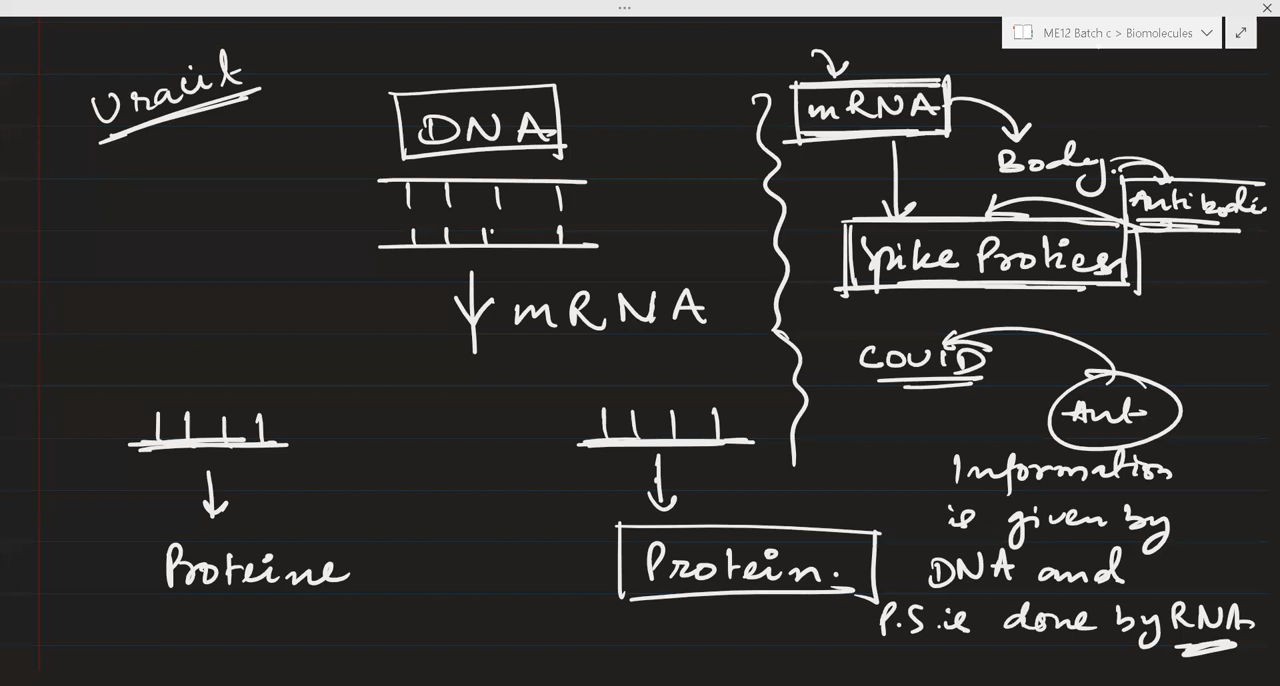 ME12 Batch c > Biomolecules
Uracil
DNA
mRNA
Proteine
Protein.
mRNA
Body.
Antibodi
Spike Proties
COVID
Ant
Information
is given by
DNA and
P.S. is done by RNA